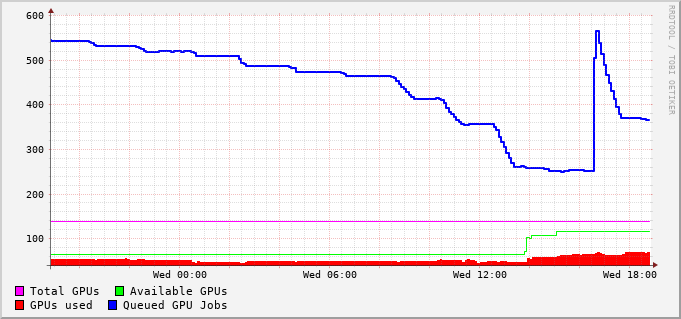 600
500
400
300
200
100
Wed 00:00 Wed 06:00 Wed 12:00 Wed 18:00
Total GPUs Available GPUs
GPUs used Queued GPU Jobs
RRDTOOL / TOBI OETIKER